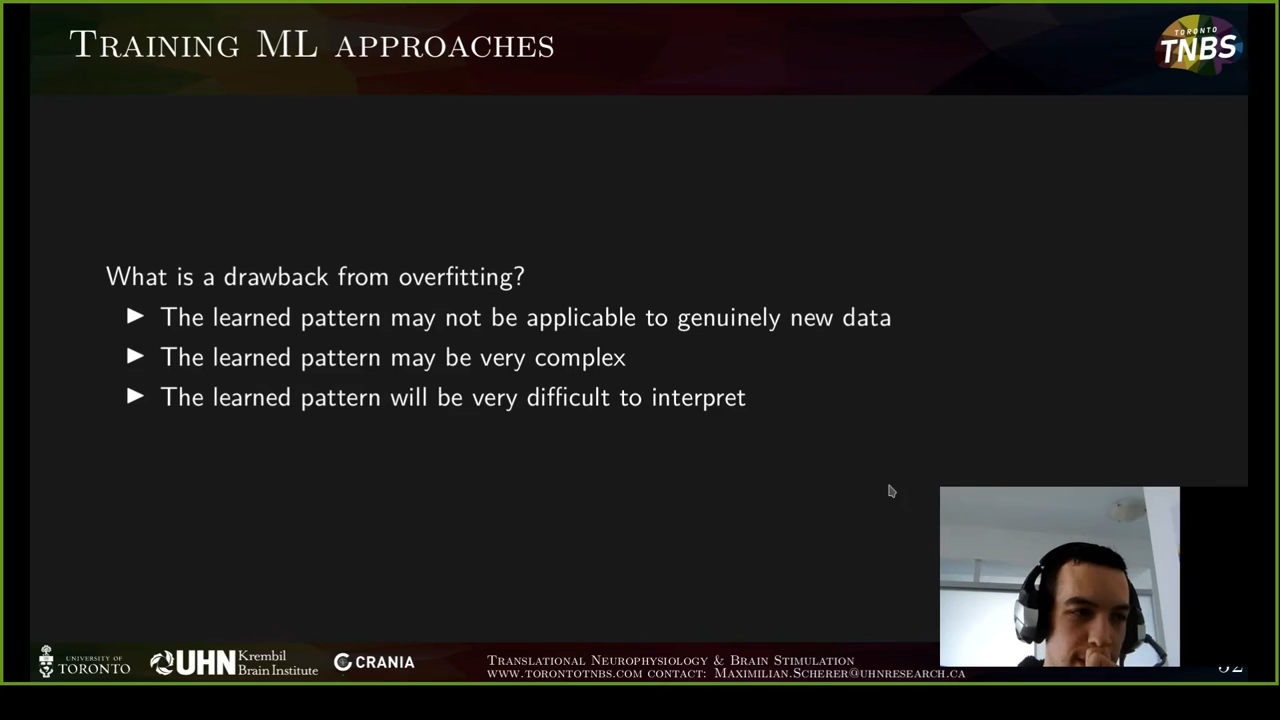 Training ML approaches
TORONTO
TNBS
What is a drawback from overfitting?
▶ The learned pattern may not be applicable to genuinely new data
▶ The learned pattern may be very complex
▶ The learned pattern will be very difficult to interpret
UNIVERSITY OF
TORONTO
UHN Krembil
Brain Institute
CRANIA
Translational Neurophysiology & Brain Stimulation
www.torontotnbs.com contact: Maximilian.Scherer@uhnresearch.ca